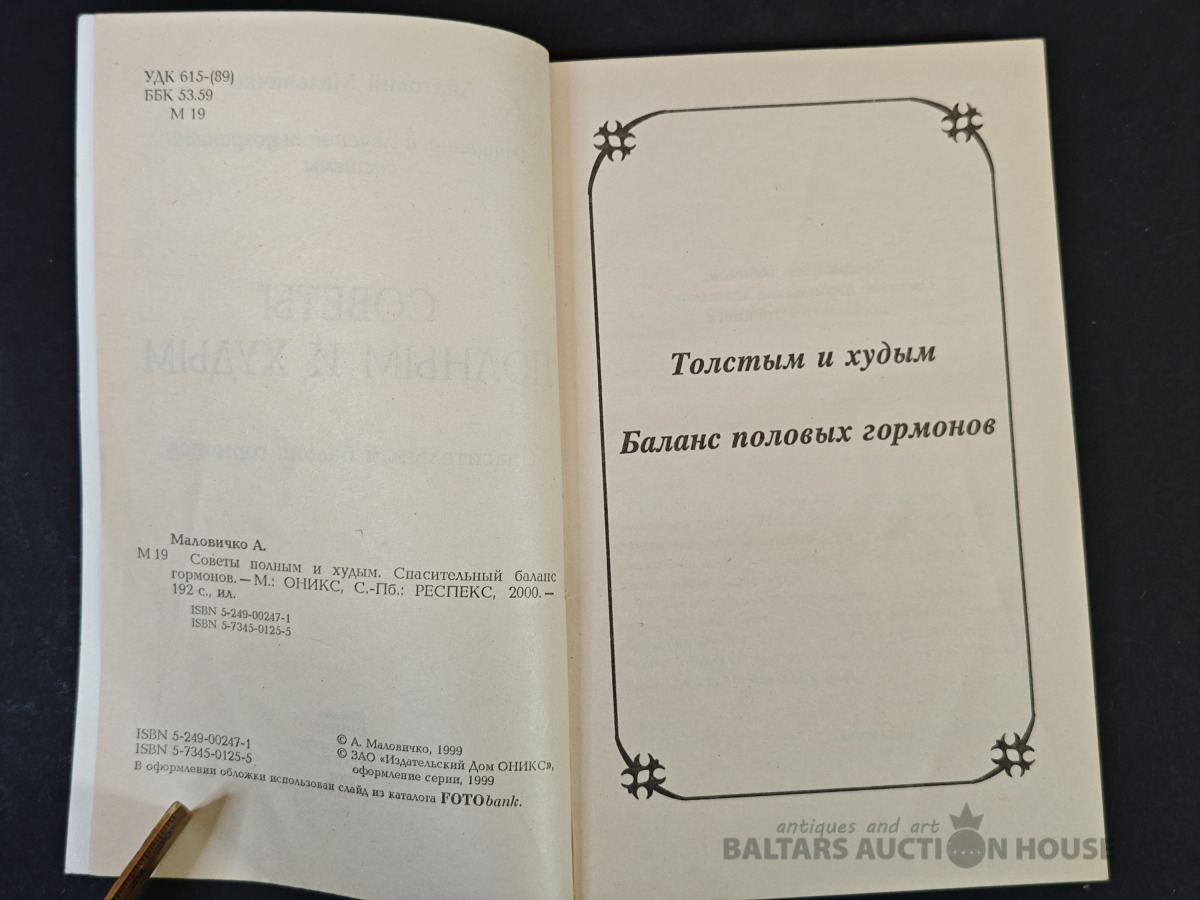 УДК 615-(89)
ББК 53.59
М 19
СОВЕТЫ
ПОЛНЫМ И ХУДЫМ
Маловичко А.
М 19 Советы полным и худым. Спасительный баланс
гормонов. — М.: ОНИКС, С.-Пб.: РЕСПЕКС, 2000. —
192 с., ил.
ISBN 5-249-00247-1
ISBN 5-7345-0125-5
ISBN 5-249-00247-1
ISBN 5-7345-0125-5
© А. Маловичко, 1999
© ЗАО «Издательский Дом ОНИКС»,
оформление серии, 1999
В оформлении обложки использован слайд из каталога FOTObank.
Толстым и худым
Баланс половых гормонов
antiques and art
BALTARS AUCTION HOUSE